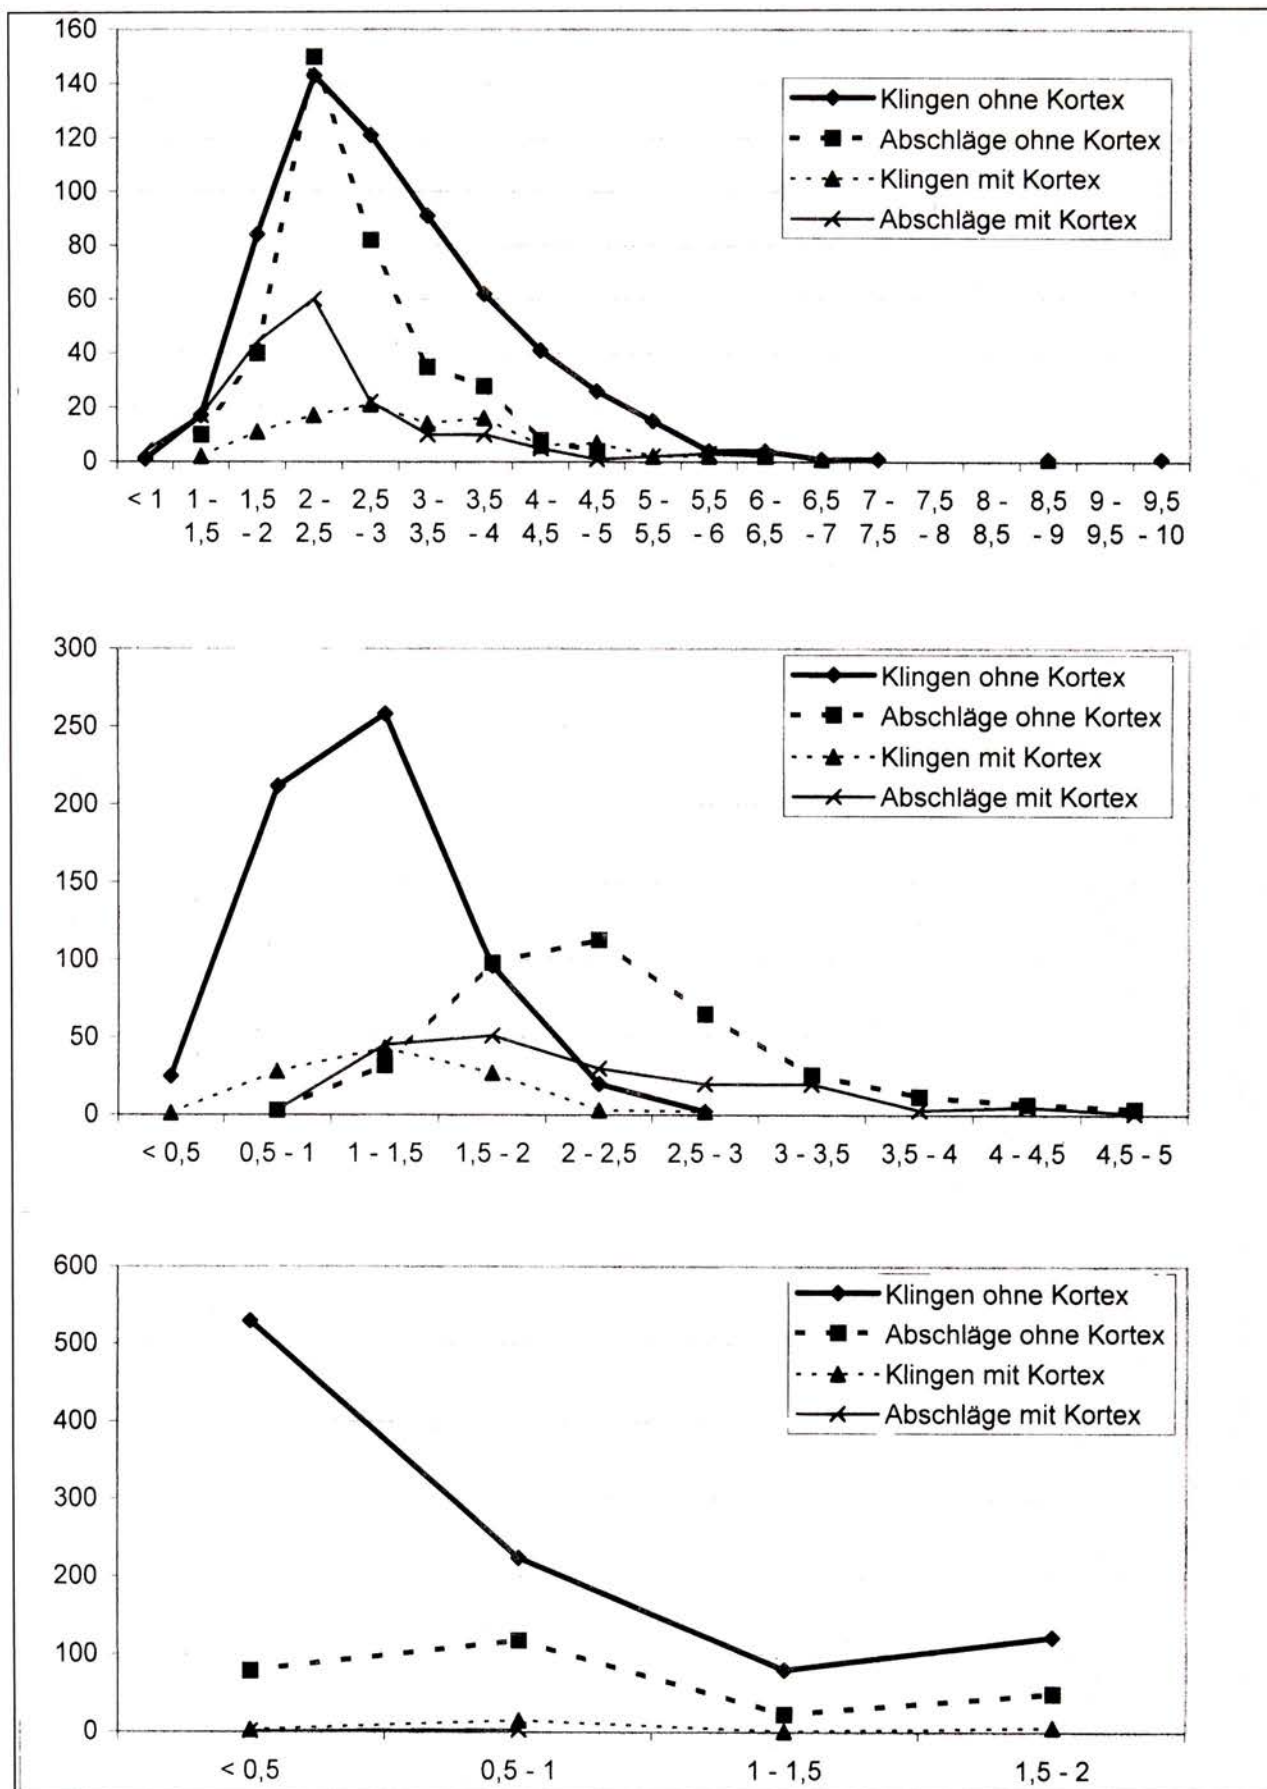 160
140
120
100
80
60
40
20
0
Klingen ohne Kortex
Abschläge ohne Kortex
Klingen mit Kortex
Abschläge mit Kortex
< 1 1 - 1,5 2 - 2,5 3 - 3,5 4 - 4,5 5 - 5,5 6 - 6,5 7 - 7,5 8 - 8,5 9 - 9,5
1,5 - 2 2,5 - 3 3,5 - 4 4,5 - 5 5,5 - 6 6,5 - 7 7,5 - 8 8,5 - 9 9,5 - 10
300
250
200
150
100
50
0
Klingen ohne Kortex
Abschläge ohne Kortex
Klingen mit Kortex
Abschläge mit Kortex
< 0,5 0,5 - 1 1 - 1,5 1,5 - 2 2 - 2,5 2,5 - 3 3 - 3,5 3,5 - 4 4 - 4,5 4,5 - 5
600
500
400
300
200
100
0
Klingen ohne Kortex
Abschläge ohne Kortex
Klingen mit Kortex
Abschläge mit Kortex
< 0,5 0,5 - 1 1 - 1,5 1,5 - 2